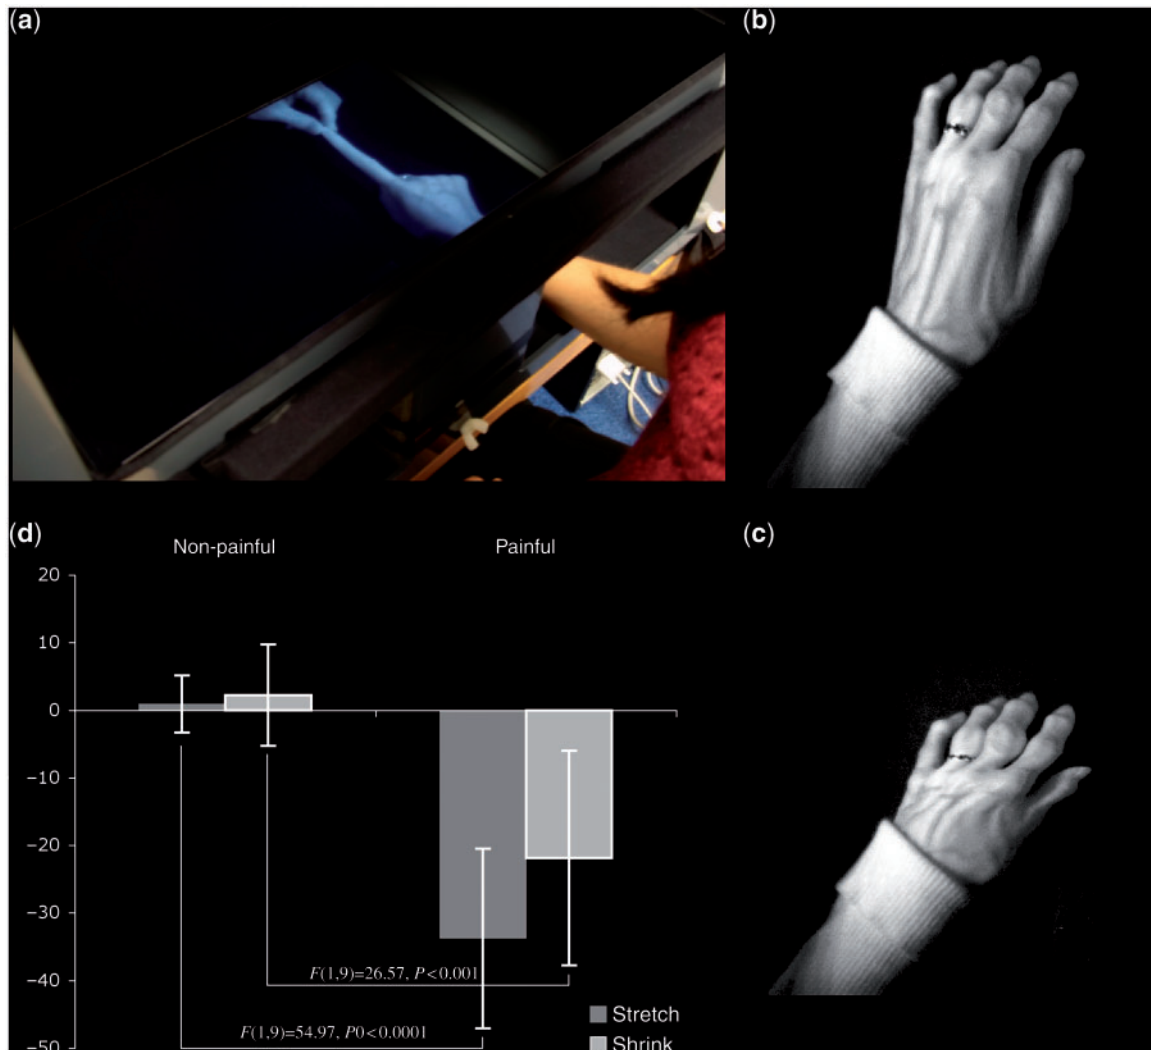 (a)
(b)
(d)
Non-painful
Painful
(c)
20
10
0
−10
−20
−30
−40
−50
F(1,9)=26.57, P<0.001
F(1,9)=54.97, P0<0.0001
Stretch
Shrink